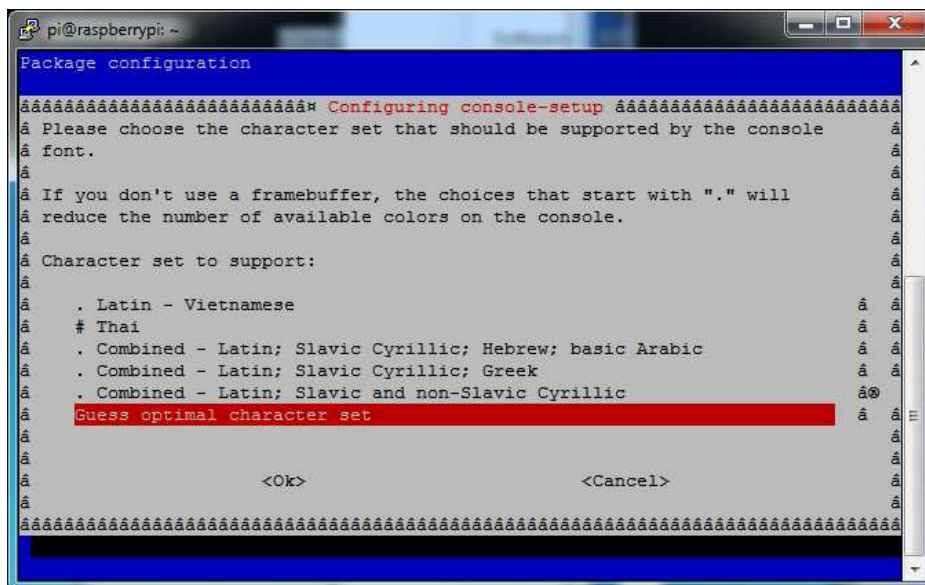 pi@raspberrypi: ~
Package configuration
ââââââââââââââââââââââââââ¤ Configuring console-setup ââââââââââââââââââââââââââ
â Please choose the character set that should be supported by the console â
â font. â
â â
â If you don't use a framebuffer, the choices that start with "." will â
â reduce the number of available colors on the console. â
â â
â Character set to support: â
â â
â . Latin - Vietnamese â â
â # Thai â â
â . Combined - Latin; Slavic Cyrillic; Hebrew; basic Arabic â â
â . Combined - Latin; Slavic Cyrillic; Greek â â
â . Combined - Latin; Slavic and non-Slavic Cyrillic â®
â Guess optimal character set â â
â â
â â
â <Ok> <Cancel> â
â â
ââââââââââââââââââââââââââââââââââââââââââââââââââââââââââââââââââââââââââââââââ